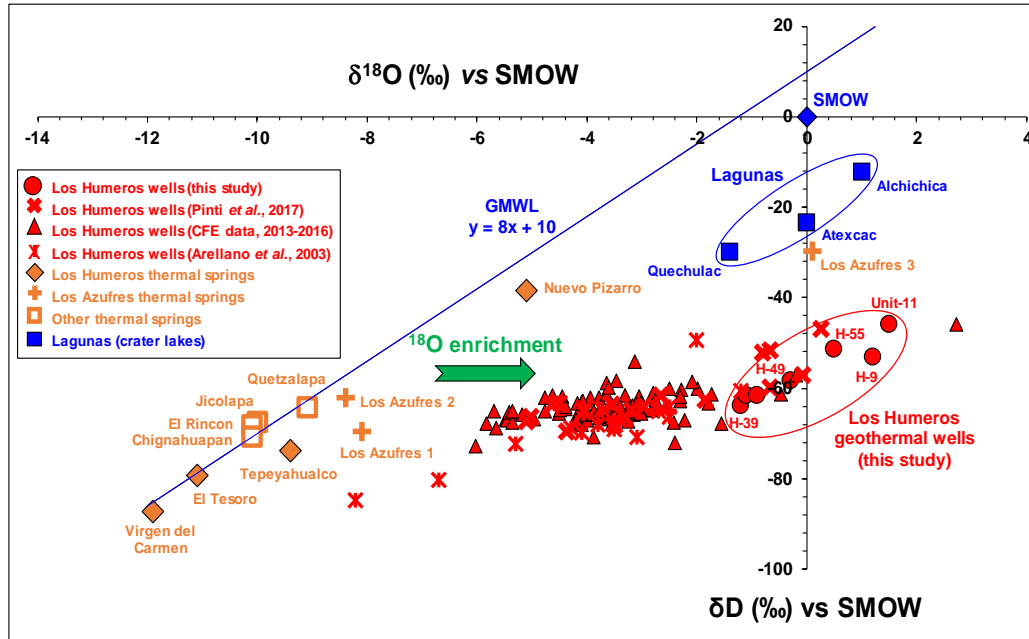 20
δ¹⁸O (‰) vs SMOW
0
-14
-12
-10
-8
-6
-4
-2
0
2
4
SMOW
Los Humeros wells (this study)
Los Humeros wells (Pinti et al., 2017)
Los Humeros wells (CFE data, 2013-2016)
Los Humeros wells (Arellano et al., 2003)
Los Humeros thermal springs
Los Azufres thermal springs
Other thermal springs
Lagunas (crater lakes)
Lagunas
Alchichica
-20
GMWL
y = 8x + 10
Atexcac
Quechulac
Los Azufres 3
-40
Nuevo Pizarro
Unit-11
¹⁸O enrichment
H-55
H-49
H-9
-60
H-39
Los Humeros
geothermal wells
(this study)
Quetzalapa
Jicolapa
Los Azufres 2
El Rincon
Chignahuapan
Los Azufres 1
Tepeyahualco
-80
El Tesoro
Virgen del
Carmen
-100
δD (‰) vs SMOW